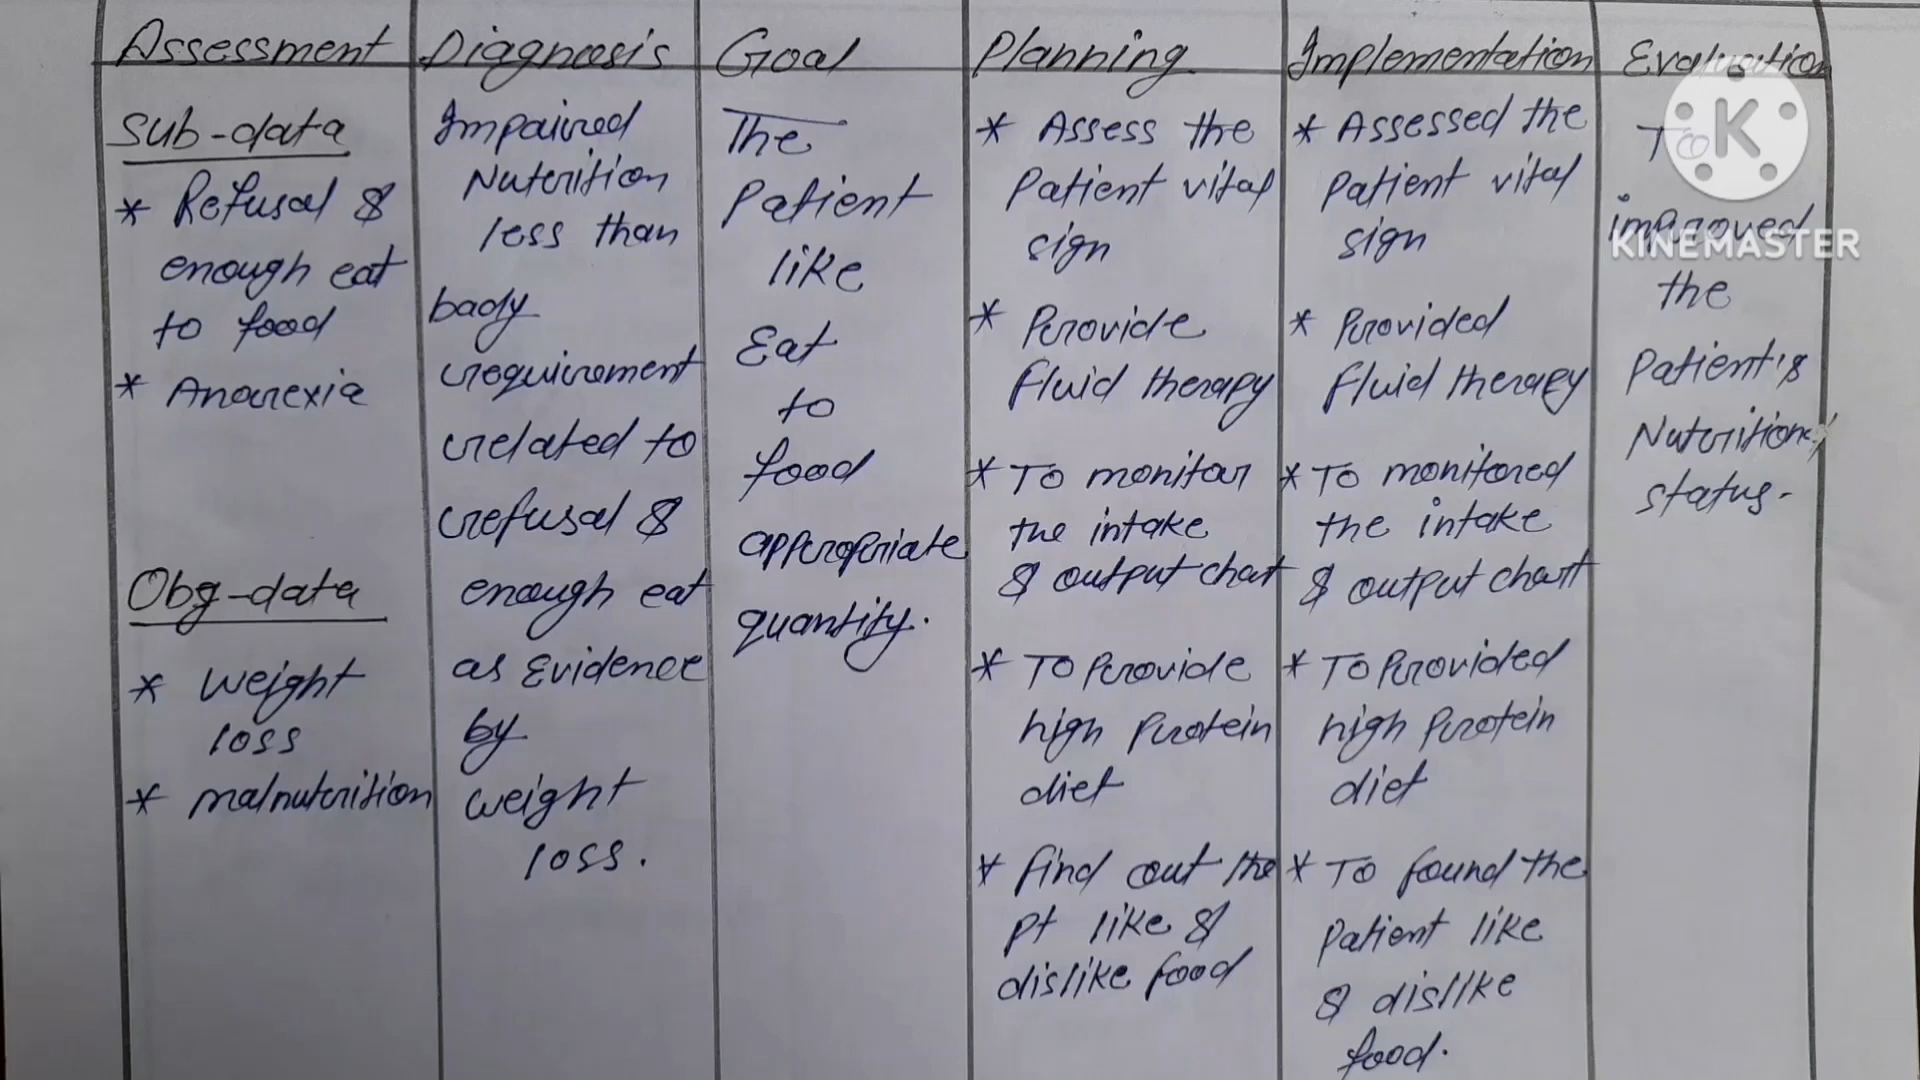 Assessment
Sub-data
* Refusal &
enough eat
to food
* Anorexia
Obg-data
* Weight
loss
* malnutrition
Diagnosis
Impaired
Nutrition
less than
bady
requirement
related to
refusal &
enough eat
as Evidence
by
weight
loss.
Goal
The
Patient
like
Eat
to
food
appropriate
quantity.
Planning
* Assess the
Patient vital
sign
* Provide
fluid therapy
* To monitor
the intake
& output chart
* To Provide
high Protein
diet
* find out the
pt like &
dislike food
Implementation
* Assessed the
Patient vital
sign
* Provided
fluid therapy
* To monitored
the intake
& output chart
* To Provided
high Protein
diet
* To found the
Patient like
& dislike
food.
Evaluation
To
improved
the
Patient's
Nutritional
status.
K
KINEMASTER